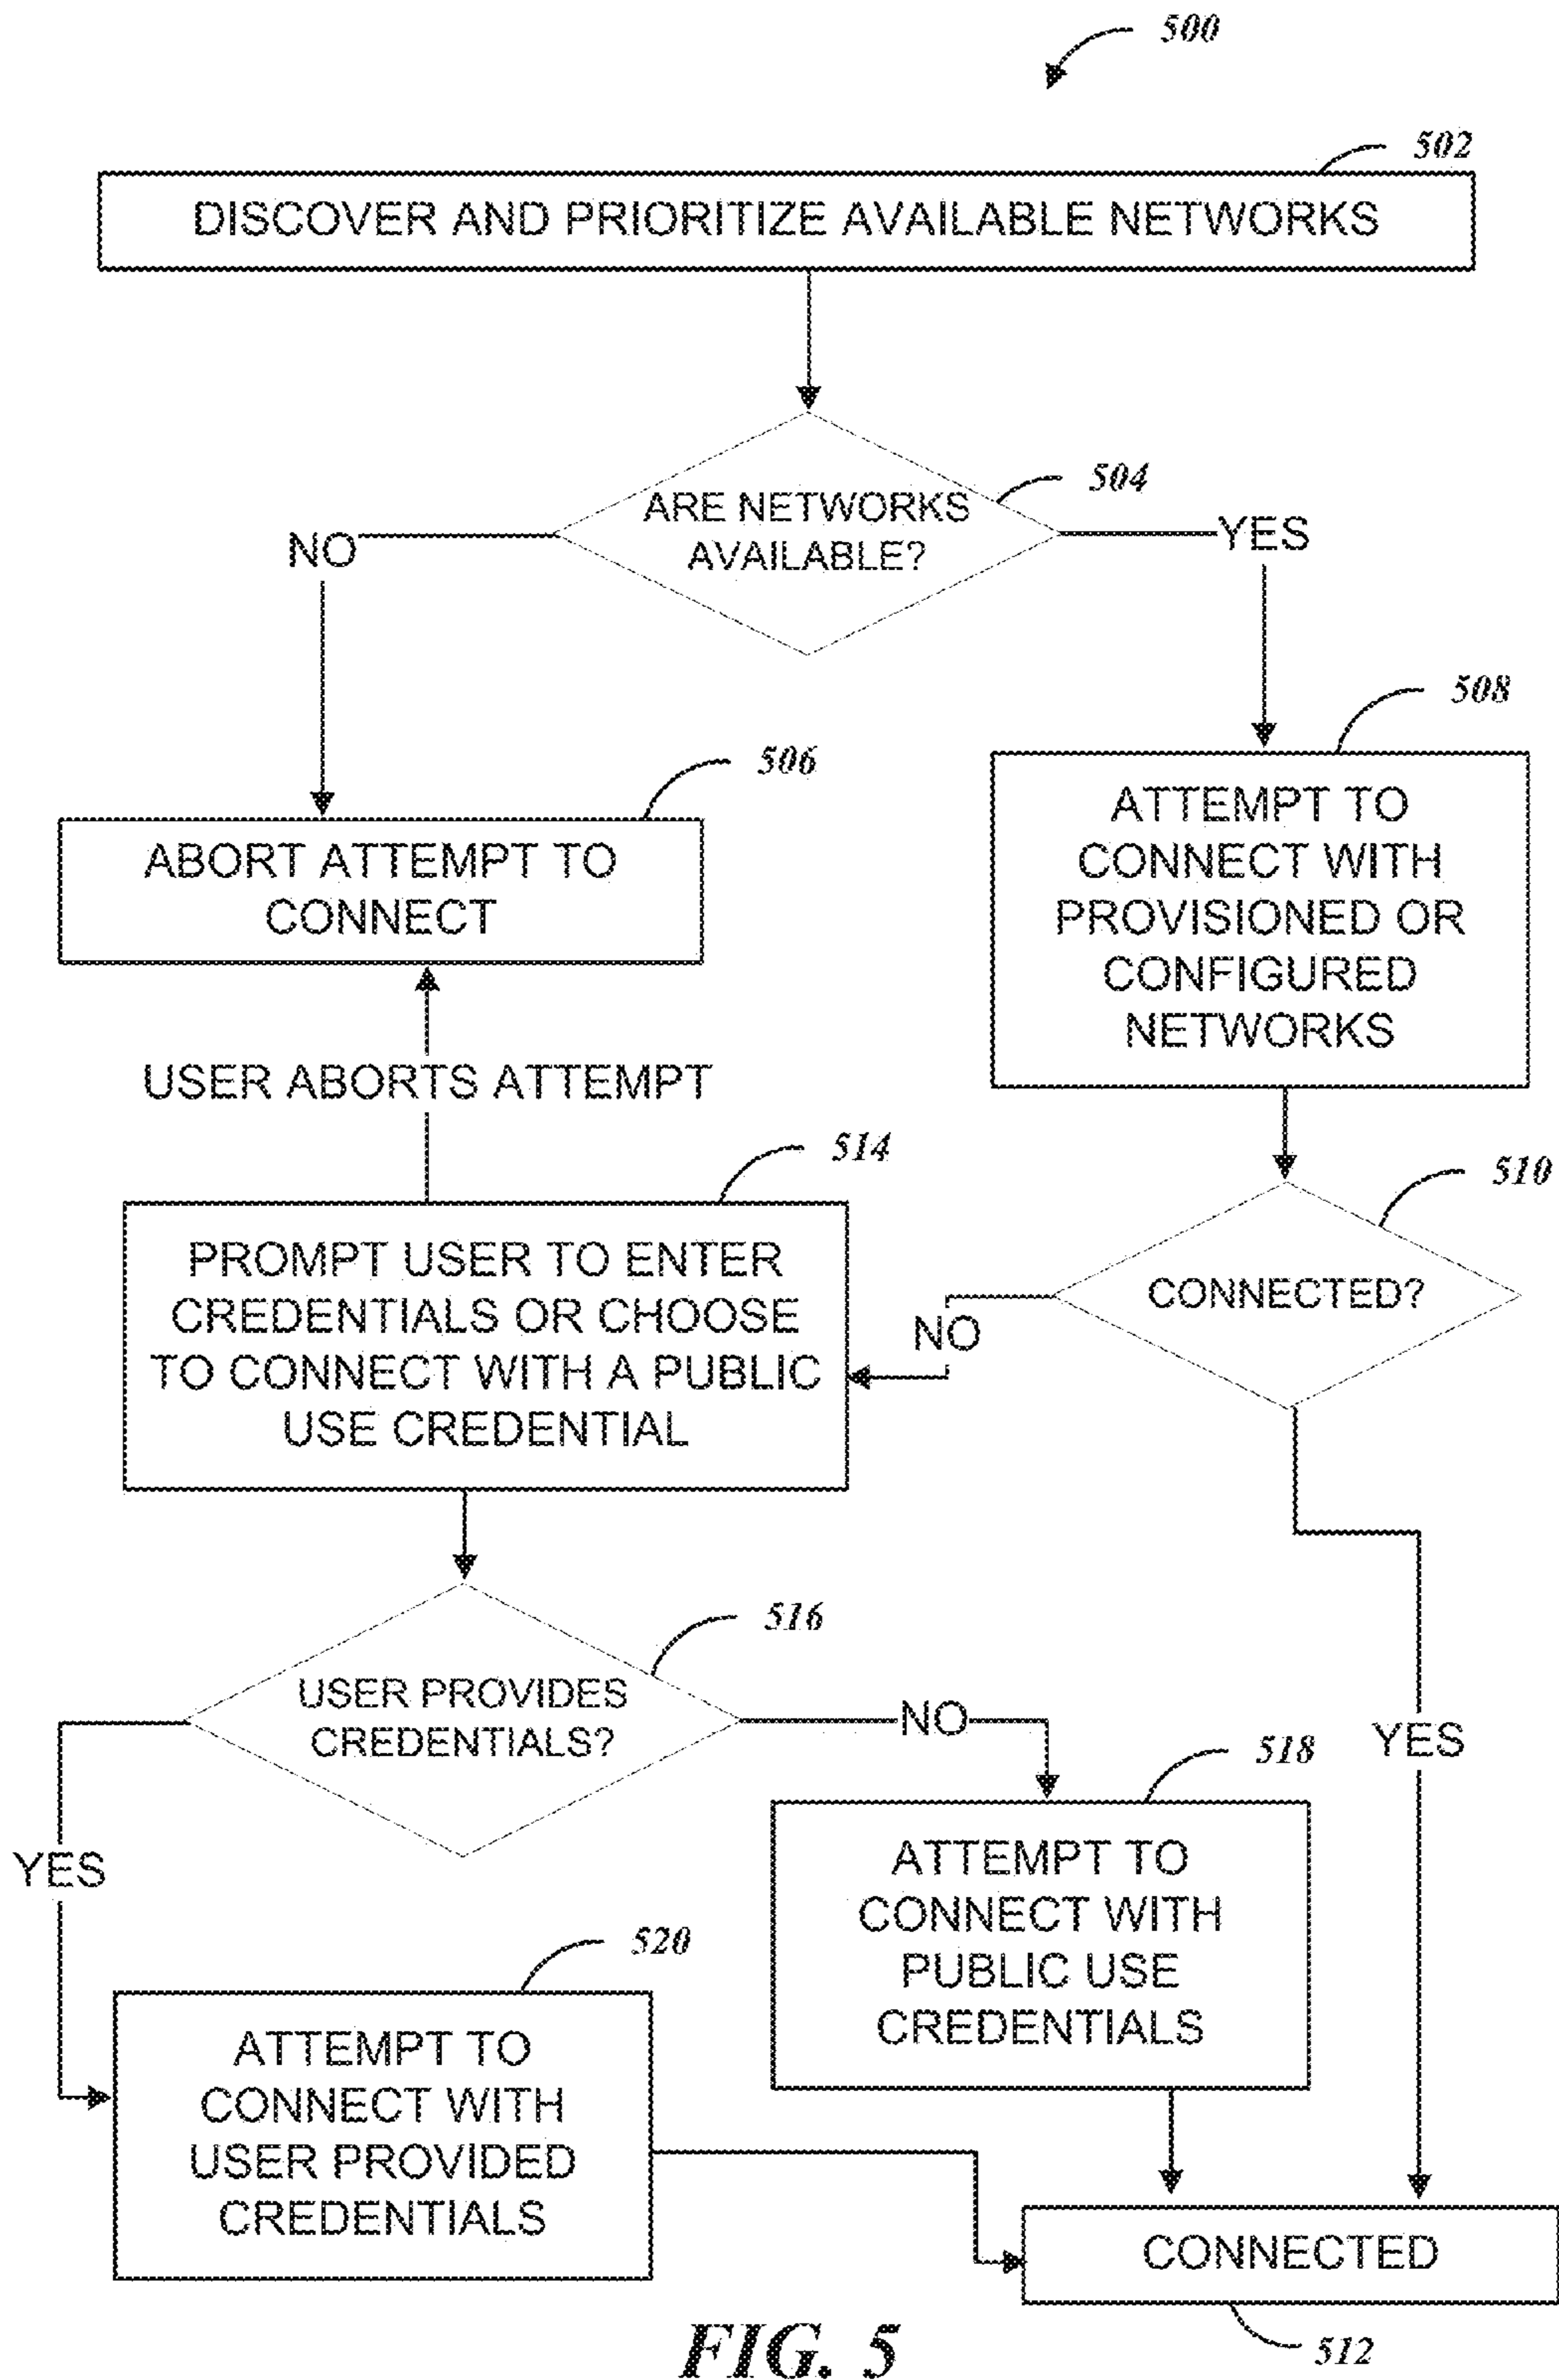 500
502
DISCOVER AND PRIORITIZE AVAILABLE NETWORKS
504
ARE NETWORKS
AVAILABLE?
NO
YES
508
506
ABORT ATTEMPT TO
CONNECT
ATTEMPT TO
CONNECT WITH
PROVISIONED OR
CONFIGURED
NETWORKS
USER ABORTS ATTEMPT
514
510
PROMPT USER TO ENTER
CREDENTIALS OR CHOOSE
TO CONNECT WITH A PUBLIC
USE CREDENTIAL
CONNECTED?
NO
516
USER PROVIDES
CREDENTIALS?
NO
YES
518
YES
ATTEMPT TO
CONNECT WITH
PUBLIC USE
CREDENTIALS
520
ATTEMPT TO
CONNECT WITH
USER PROVIDED
CREDENTIALS
CONNECTED
512
FIG. 5